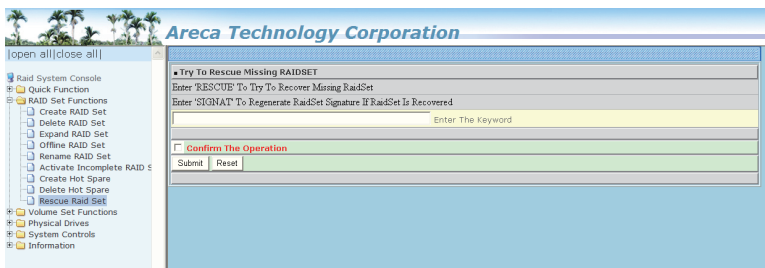 Areca Technology Corporation
|open all|close all|
Raid System Console
Quick Function
RAID Set Functions
Create RAID Set
Delete RAID Set
Expand RAID Set
Offline RAID Set
Rename RAID Set
Activate Incomplete RAID S
Create Hot Spare
Delete Hot Spare
Rescue Raid Set
Volume Set Functions
Physical Drives
System Controls
Information
▪ Try To Rescue Missing RAIDSET
Enter 'RESCUE' To Try To Recover Missing RaidSet
Enter 'SIGNAT' To Regenerate RaidSet Signature If RaidSet Is Recovered
Enter The Keyword
Confirm The Operation
Submit Reset